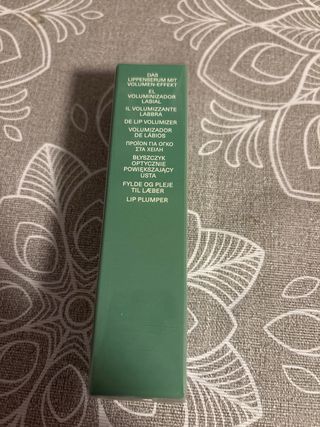 DAS
LIPPENSERUM MIT
VOLUMEN-EFFEKT
EL
VOLUMINIZADOR
LABIAL
IL VOLUMIZZANTE
LABBRA
DE LIP VOLUMIZER
VOLUMIZADOR
DE LÁBIOS
ΠΡΟΪΟΝ ΓΙΑ ΟΓΚΟ
ΣΤΑ ΧΕΙΛΗ
BŁYSZCZYK
OPTYCZNIE
POWIĘKSZAJĄCY
USTA
FYLDE OG PLEJE
TIL LÆBER
LIP PLUMPER